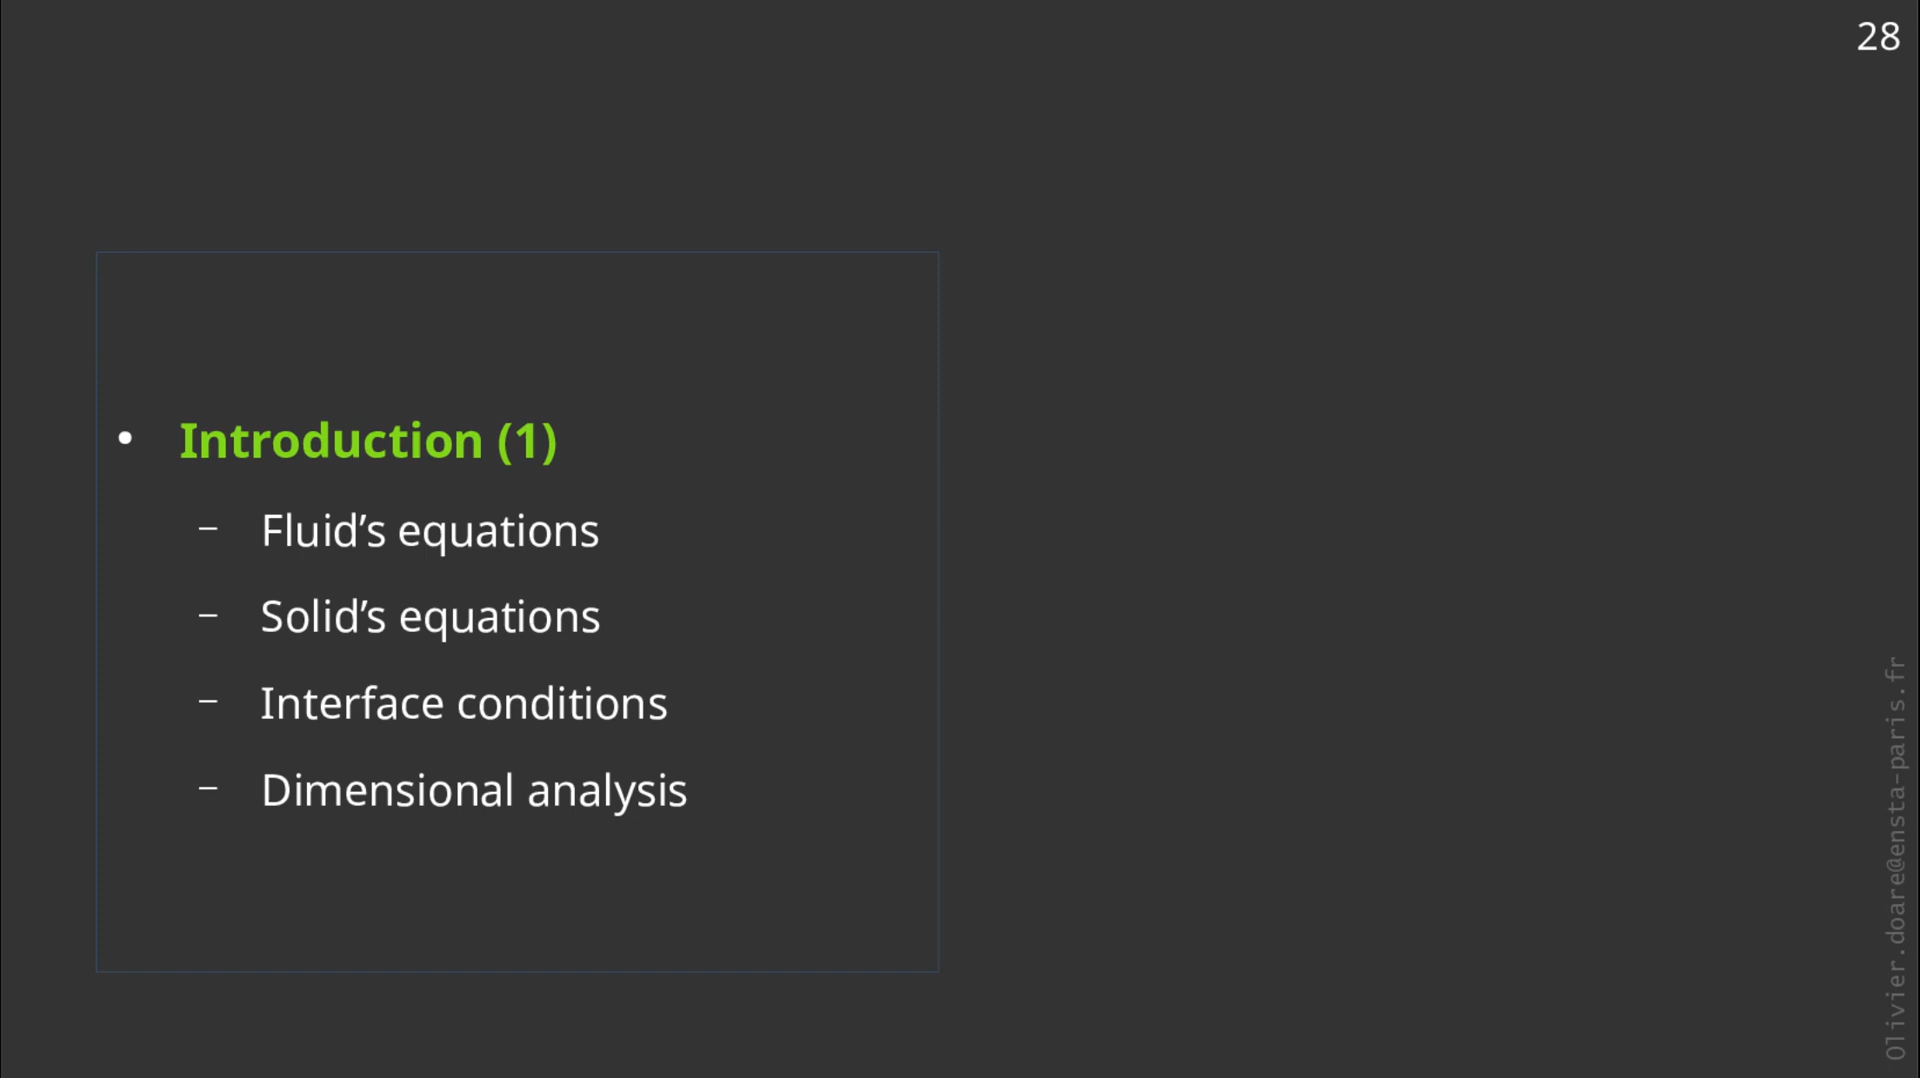 28
• Introduction (1)
– Fluid’s equations
– Solid’s equations
– Interface conditions
– Dimensional analysis
Olivier.doare@ensta-paris.fr